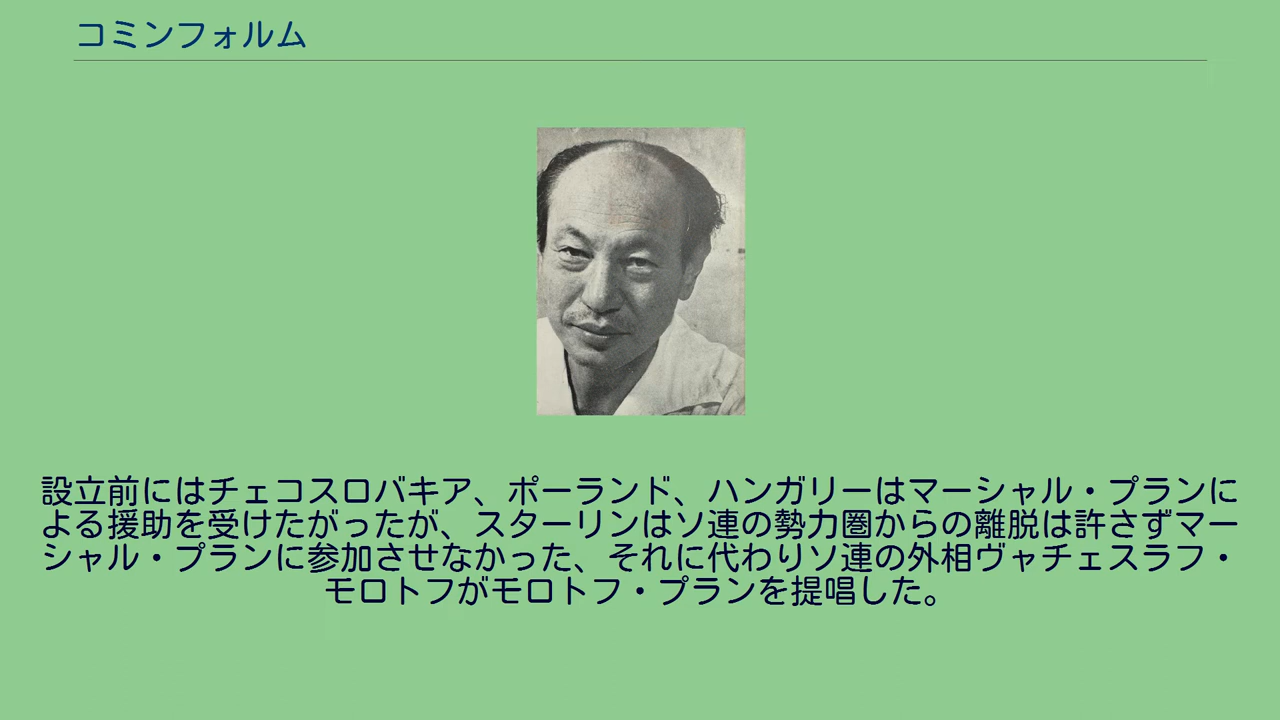 コミンフォルム
設立前にはチェコスロバキア、ポーランド、ハンガリーはマーシャル・プランに
よる援助を受けたがったが、スターリンはソ連の勢力圏からの離脱は許さずマー
シャル・プランに参加させなかった、それに代わりソ連の外相ヴャチェスラフ・
モロトフがモロトフ・プランを提唱した。